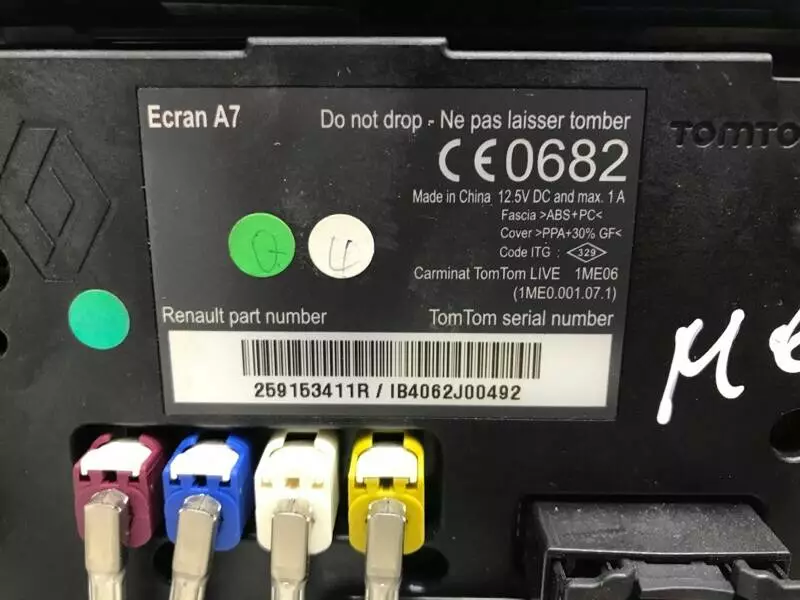 Ecran A7
Do not drop - Ne pas laisser tomber
TOMTO
CE0682
Made in China 12.5V DC and max. 1 A
Fascia >ABS+PC<
Cover >PPA+30% GF<
Code ITG : 329
Carminat TomTom LIVE 1ME06
(1ME0.001.07.1)
Renault part number
TomTom serial number
259153411R / IB4062J00492